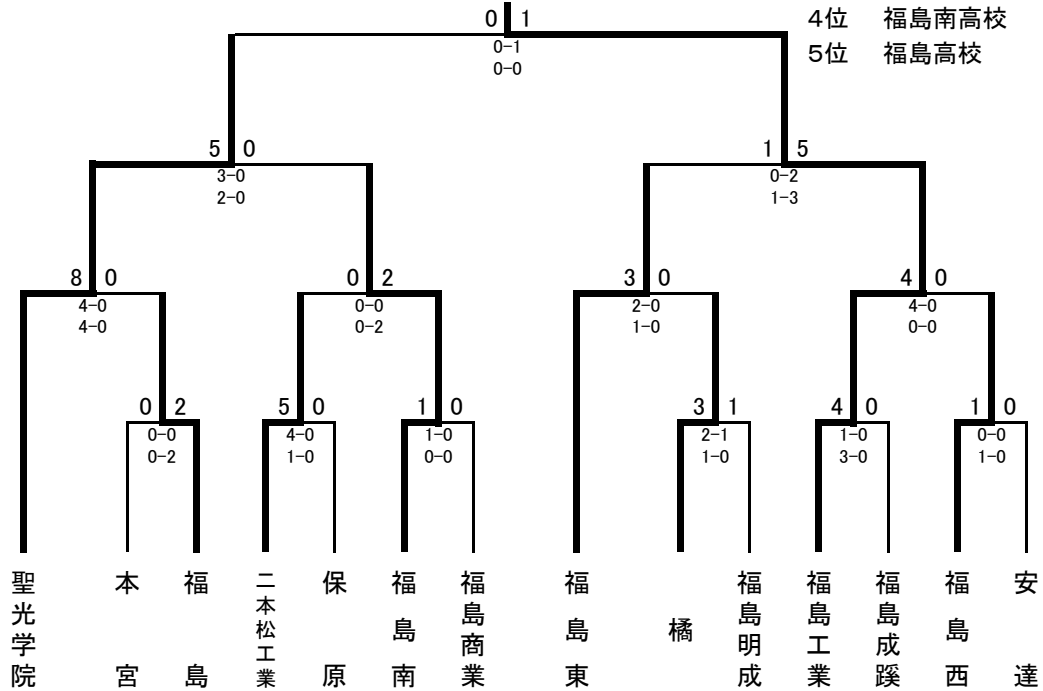 0 1
4位 福島南高校
0-1
5位 福島高校
0-0
5 0
1 5
3-0
0-2
2-0
1-3
8 0
0 2
3 0
4 0
4-0
0-0
2-0
4-0
4-0
0-2
1-0
0-0
0 2
5 0
1 0
3 1
4 0
1 0
0-0
4-0
1-0
2-1
1-0
0-0
0-2
1-0
0-0
1-0
3-0
1-0
聖光学院
本宮
福島
二本松工業
保原
福島南
福島商業
福島東
橘
福島明成
福島工業
福島成蹊
福島西
安達